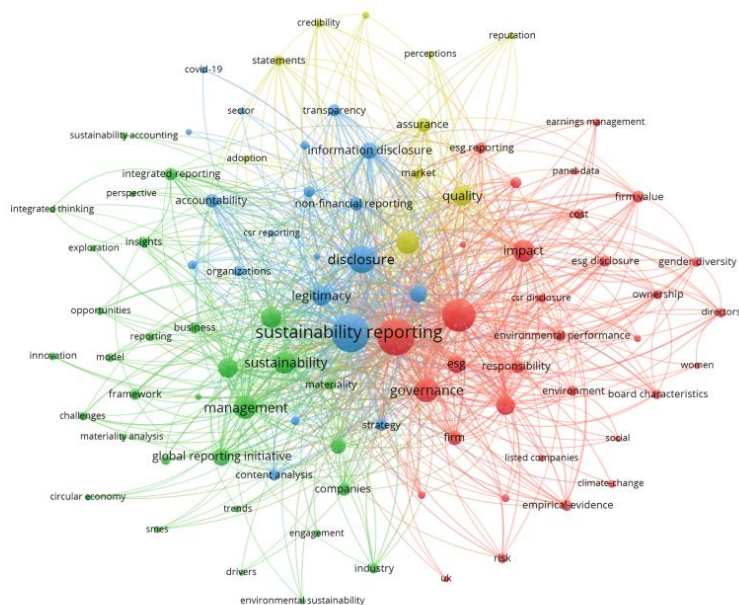 credibility
reputation
statements
perceptions
covid-19
sector
transparency
assurance
earnings management
sustainability accounting
information disclosure
esg reporting
adoption
market
panel-data
integrated reporting
perspective
accountability
non-financial reporting
quality
firm value
integrated thinking
cost
csr reporting
insights
exploration
organizations
disclosure
impact
esg disclosure
gender diversity
legitimacy
csr disclosure
ownership
opportunities
directors
business
reporting
sustainability reporting
environmental performance
innovation
model
sustainability
esg
responsibility
women
materiality
framework
governance
environment
board characteristics
management
challenges
strategy
materiality analysis
firm
social
global reporting initiative
listed companies
content analysis
companies
climate change
circular economy
trends
empirical-evidence
smes
engagement
risk
drivers
industry
uk
environmental sustainability